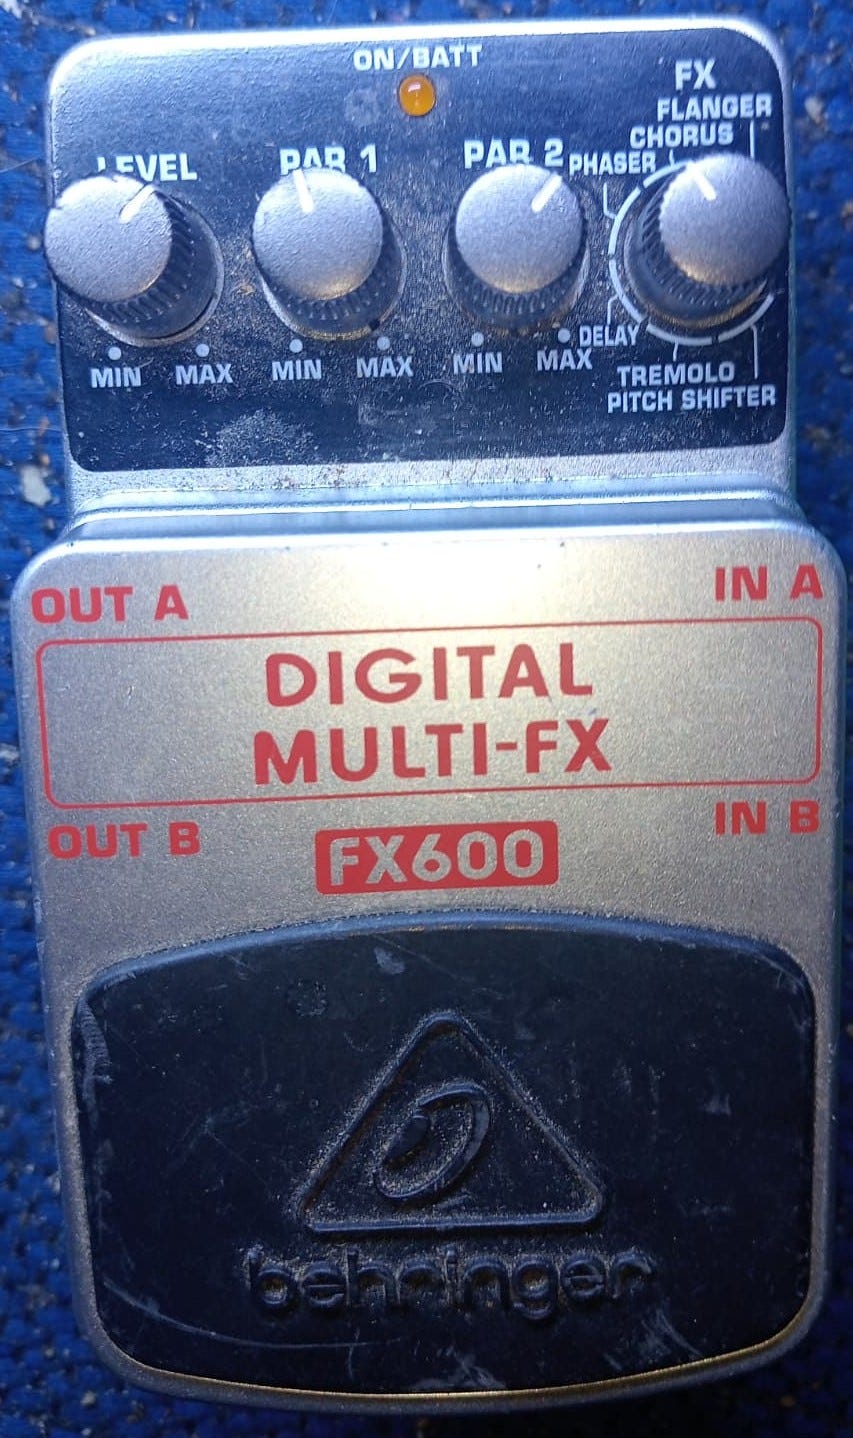 ON/BATT
FX
FLANGER
CHORUS
PHASER
LEVEL
PAR 1
PAR 2
MIN
MAX
MIN
MAX
MIN
MAX
DELAY
TREMOLO
PITCH SHIFTER
OUT A
IN A
DIGITAL
MULTI-FX
OUT B
IN B
FX600
behringer